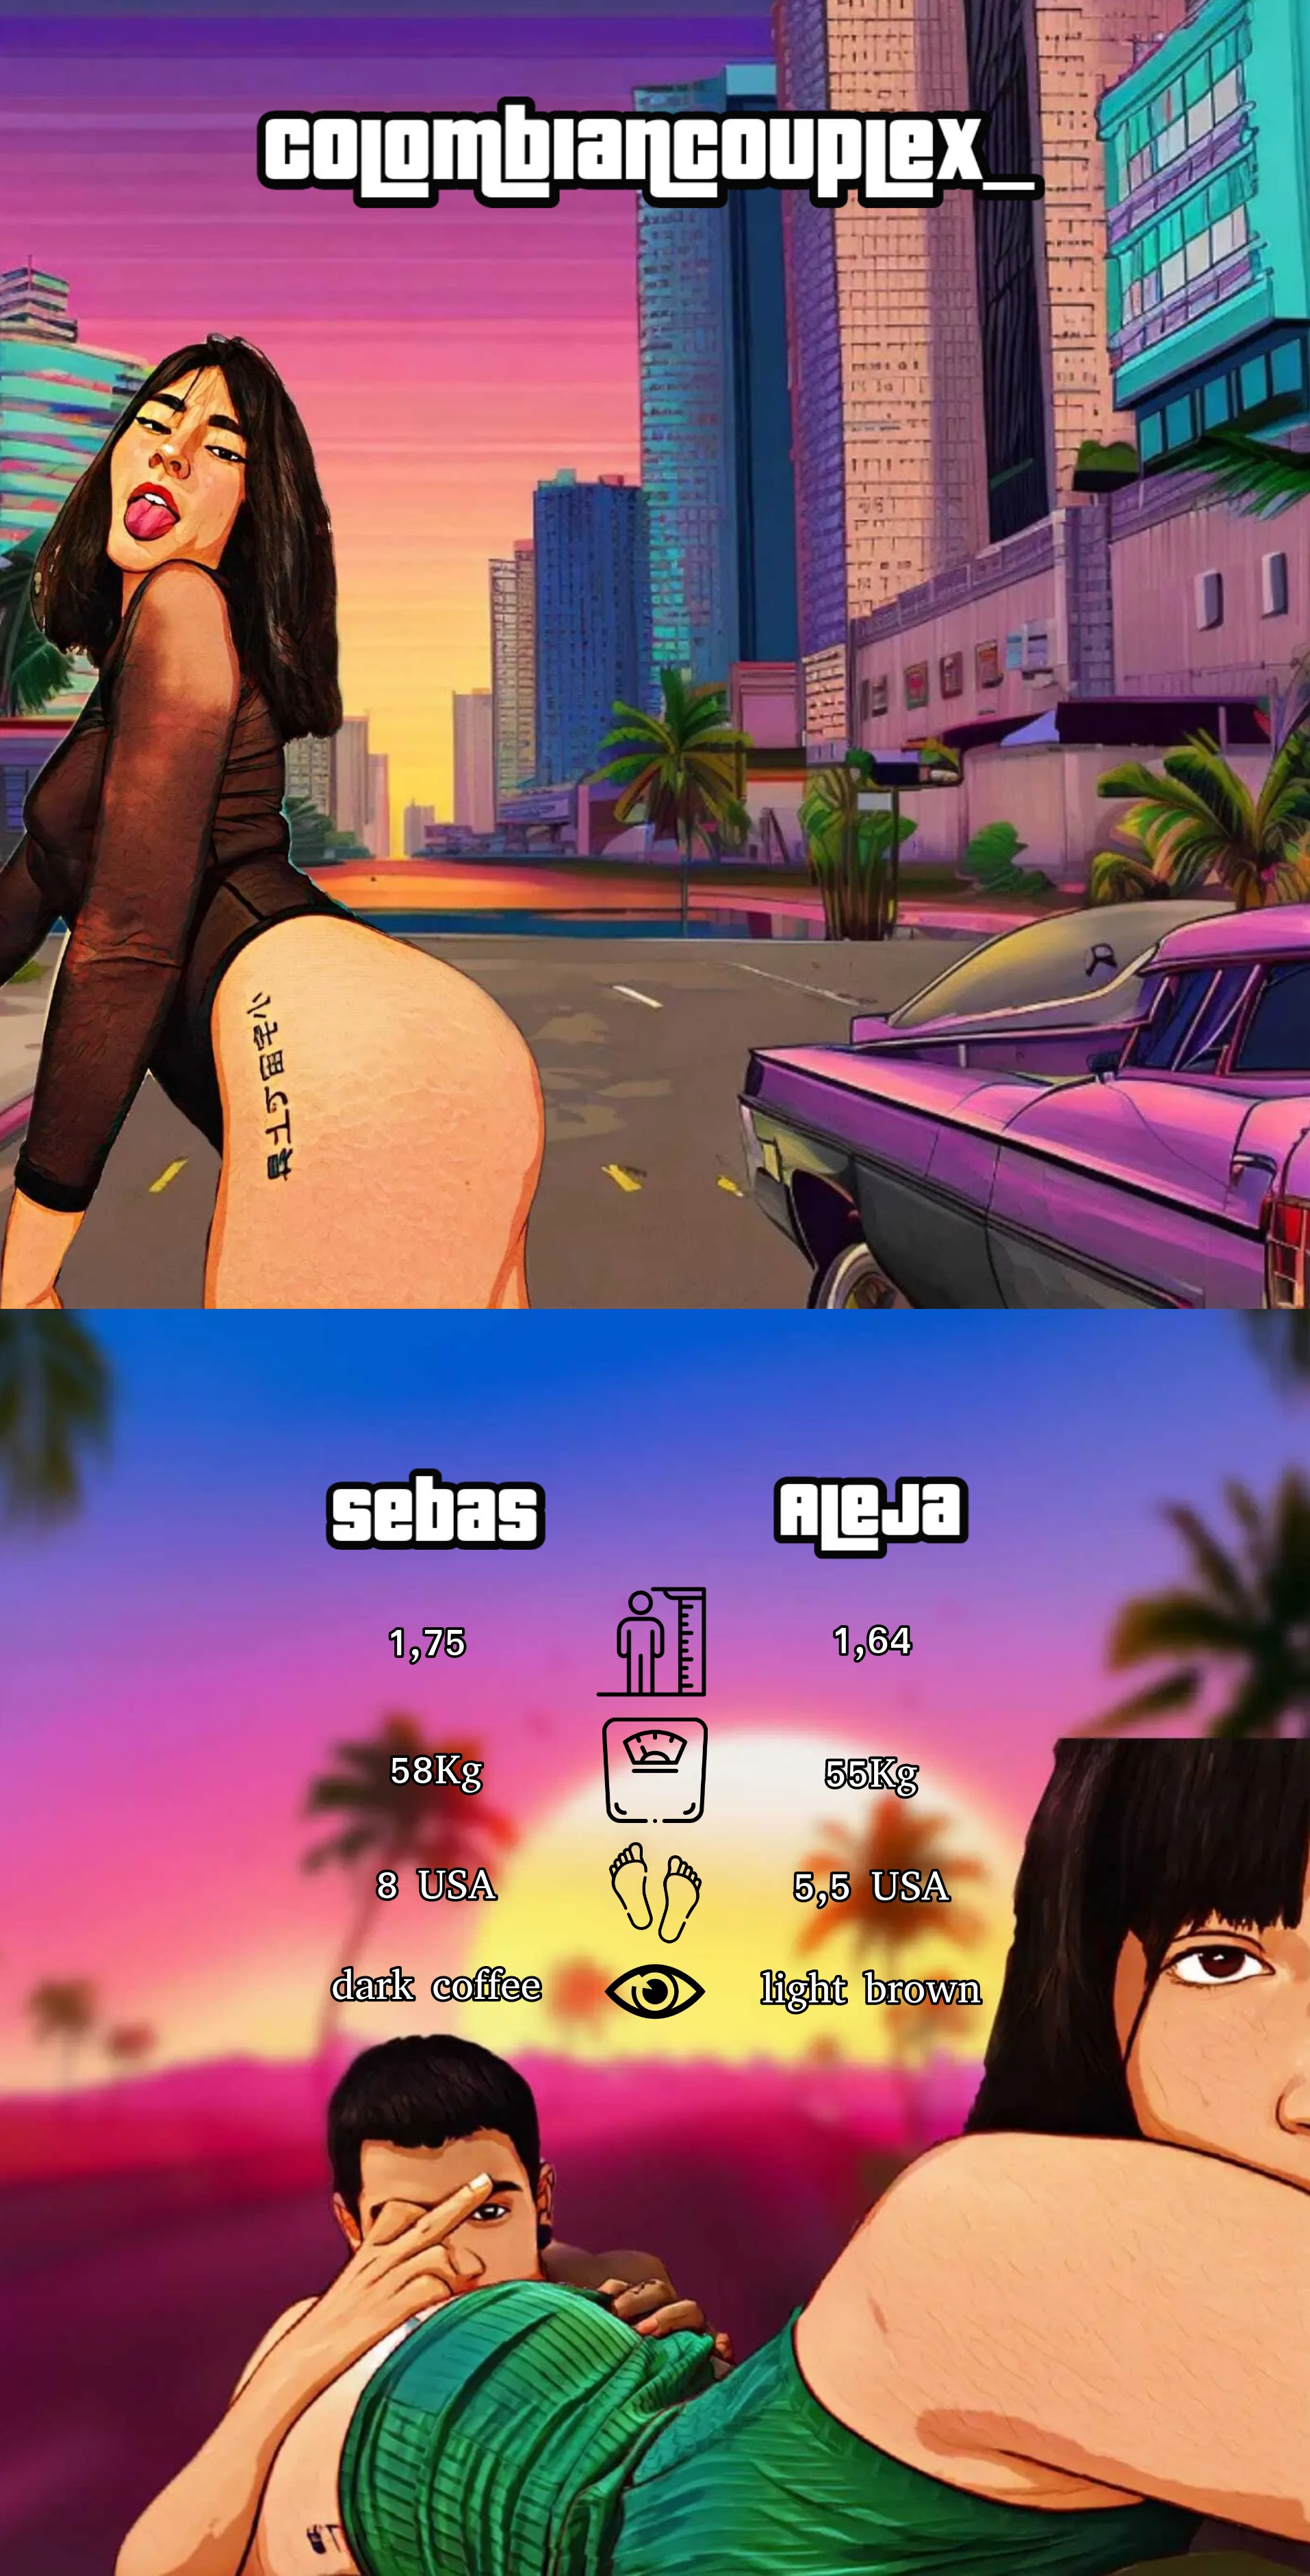 colombiancouplex_
sebas Aleja
1,75 1,64
58Kg 55Kg
8 USA 5,5 USA
dark coffee light brown